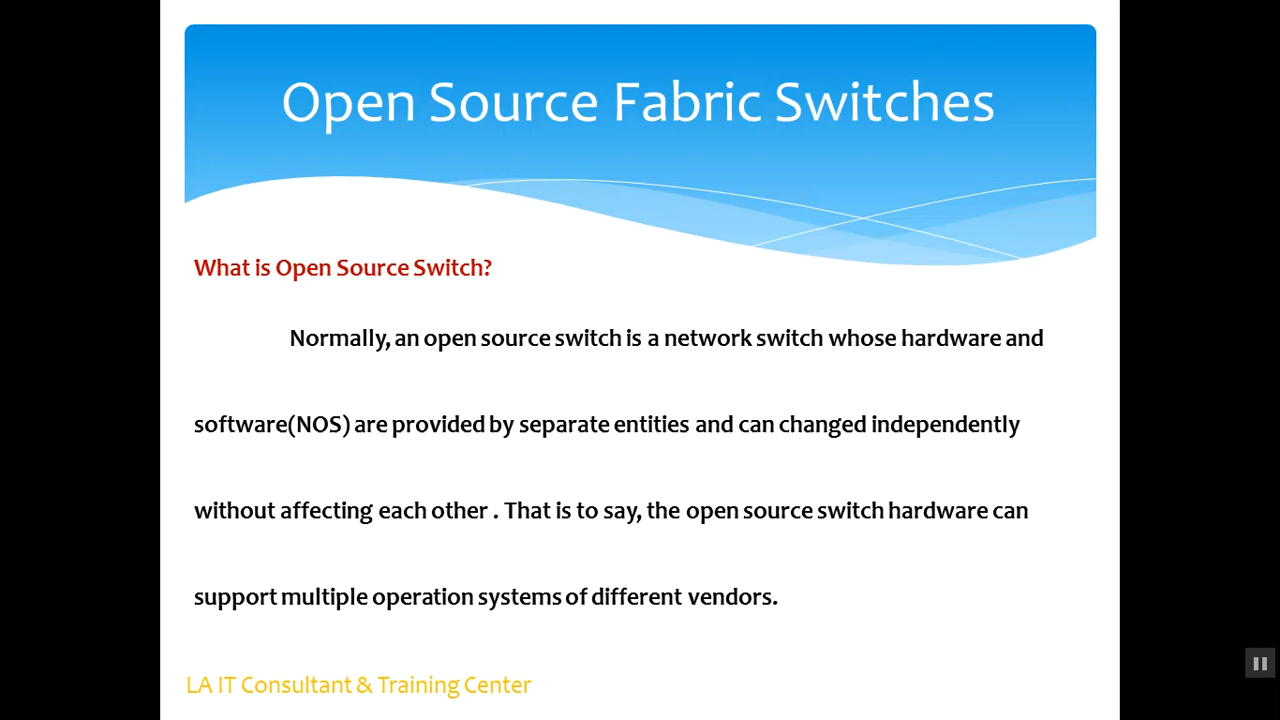 Open Source Fabric Switches
What is Open Source Switch?
Normally, an open source switch is a network switch whose hardware and
software(NOS) are provided by separate entities and can changed independently
without affecting each other . That is to say, the open source switch hardware can
support multiple operation systems of different vendors.
LA IT Consultant & Training Center